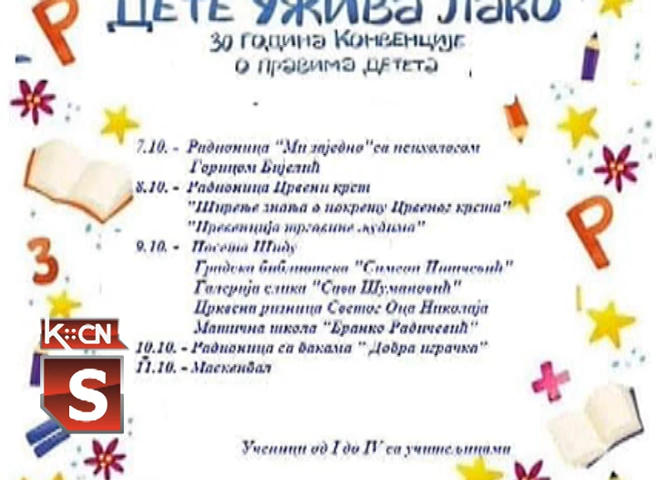 ДЕТЕ УЖИВА ЛАКО
30 ГОДИНА КОНВЕНЦИЈЕ
О ПРАВИМА ДЕТЕТА
7.10. - Радионица "Ми заједно"са психологом
Горицом Бијелић
8.10. - Радионица Црвени крст
"Ширење знања о покрету Црвеног крста"
"Превенција трговине људима"
9.10. - Посета Шиду
Градска библиотека "Симеон Пишчевић"
Галерија слика "Сава Шумановић"
Црквена ризница Светог Оца Николаја
Матична школа "Бранко Радичевић"
10.10. - Радионица са бакама " Добра играчка"
11.10. - Маскенбал
Ученици од I до IV са учитељицама
K::CN
S